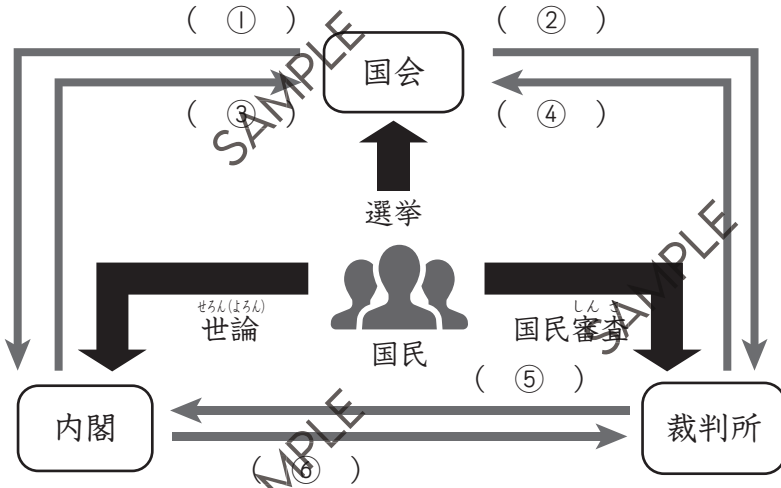 ( ① )
( ② )
SAMPLE
国会
( ③ )
( ④ )
選挙
SAMPLE
せろん(よろん)
世論
しんさ
国民審査
国民
( ⑤ )
内閣
裁判所
( ⑥ )
MPLE